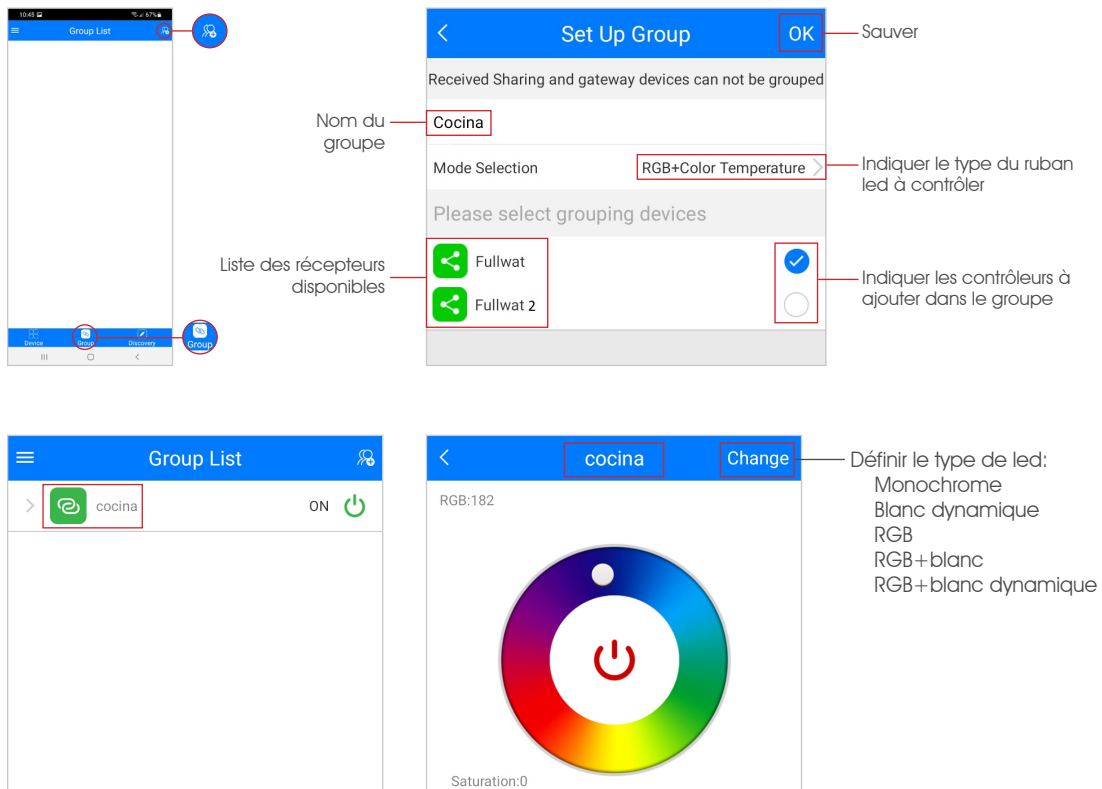 10:45 67%
Group List
Device Group Discovery
Group
Set Up Group OK
Sauver
Received Sharing and gateway devices can not be grouped
Nom du
groupe
Cocina
Mode Selection RGB+Color Temperature
Indiquer le type du ruban
led à contrôler
Please select grouping devices
Liste des récepteurs
disponibles
Fullwat
Fullwat 2
Indiquer les contrôleurs à
ajouter dans le groupe
Group List
cocina ON
cocina Change
Définir le type de led:
Monochrome
Blanc dynamique
RGB
RGB+blanc
RGB+blanc dynamique
RGB:182
Saturation:0